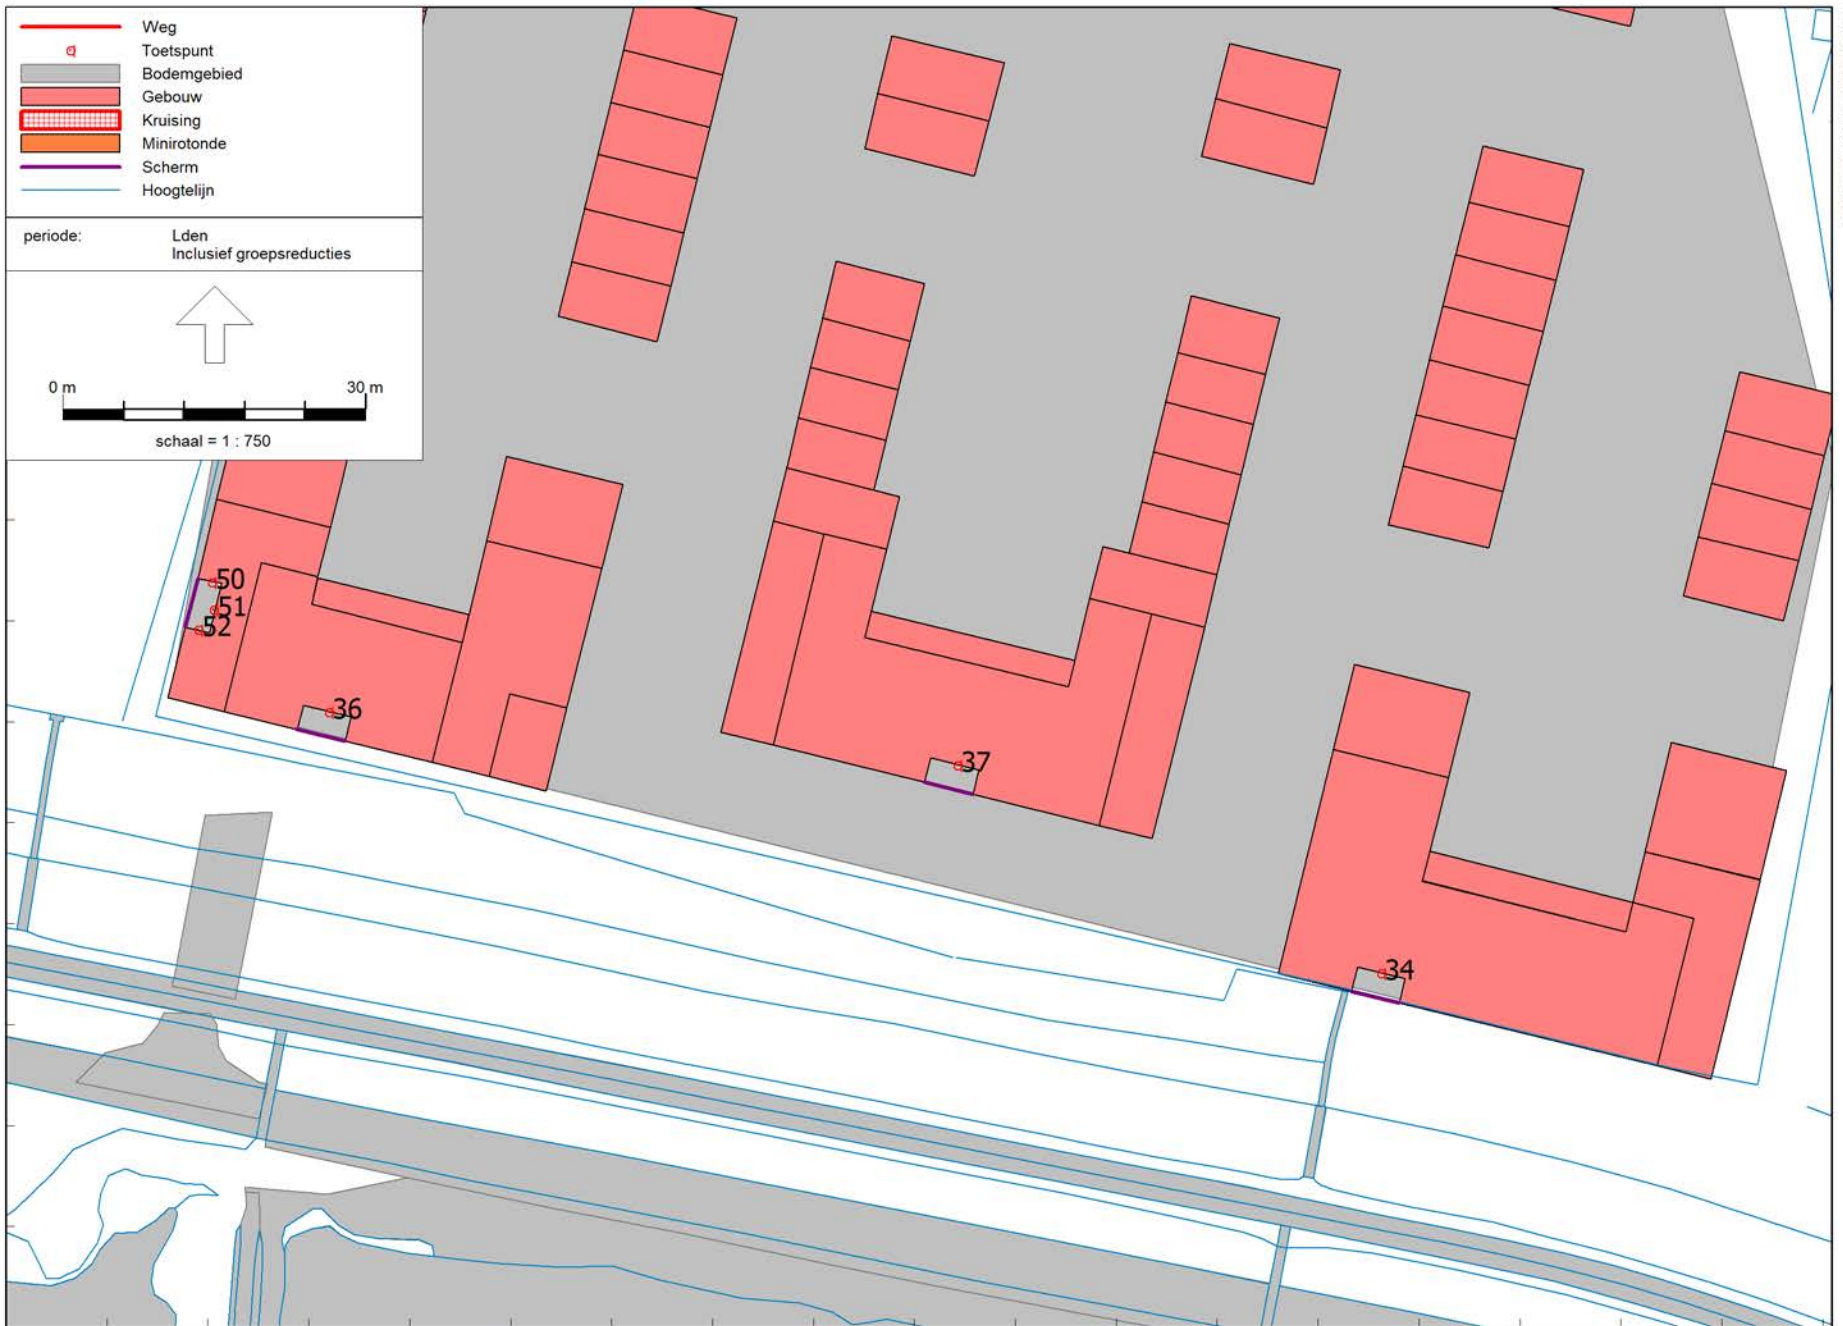 Weg
Toetspunt
Bodemgebied
Gebouw
Kruising
Minirotonde
Scherm
Hoogtelijn
periode: Lden
Inclusief groepsreducties
0 m 30 m
schaal = 1 : 750
50
51
52
36
37
34